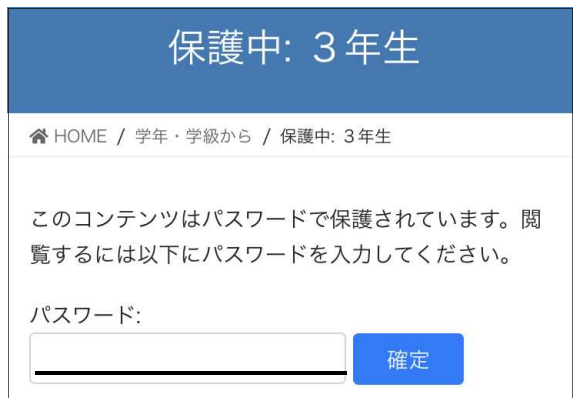 保護中: 3年生
HOME / 学年・学級から / 保護中: 3年生
このコンテンツはパスワードで保護されています。閲
覧するには以下にパスワードを入力してください。
パスワード:
確定